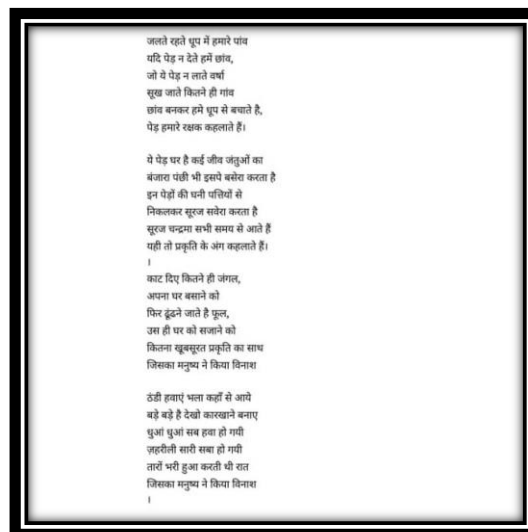 जलते रहते धूप में हमारे पांव
यदि पेड़ न देते हमें छांव,
जो ये पेड़ न लाते वर्षा
सूख जाते कितने ही गांव
छांव बनकर हमे धूप से बचाते है,
पेड़ हमारे रक्षक कहलाते हैं।
ये पेड़ घर है कई जीव जंतुओं का
बंजारा पंछी भी इसपे बसेरा करता है
इन पेड़ों की घनी पत्तियों से
निकलकर सूरज सवेरा करता है
सूरज चन्द्रमा सभी समय से आते हैं
यही तो प्रकृति के अंग कहलाते हैं।
।
काट दिए कितने ही जंगल,
अपना घर बसाने को
फिर ढूंढने जाते है फूल,
उस ही घर को सजाने को
कितना खूबसूरत प्रकृति का साथ
जिसका मनुष्य ने किया विनाश
ठंडी हवाएं भला कहाँ से आये
बड़े बड़े है देखो कारखाने बनाए
धुआं धुआं सब हवा हो गयी
ज़हरीली सारी सबा हो गयी
तारों भरी हुआ करती थी रात
जिसका मनुष्य ने किया विनाश
।